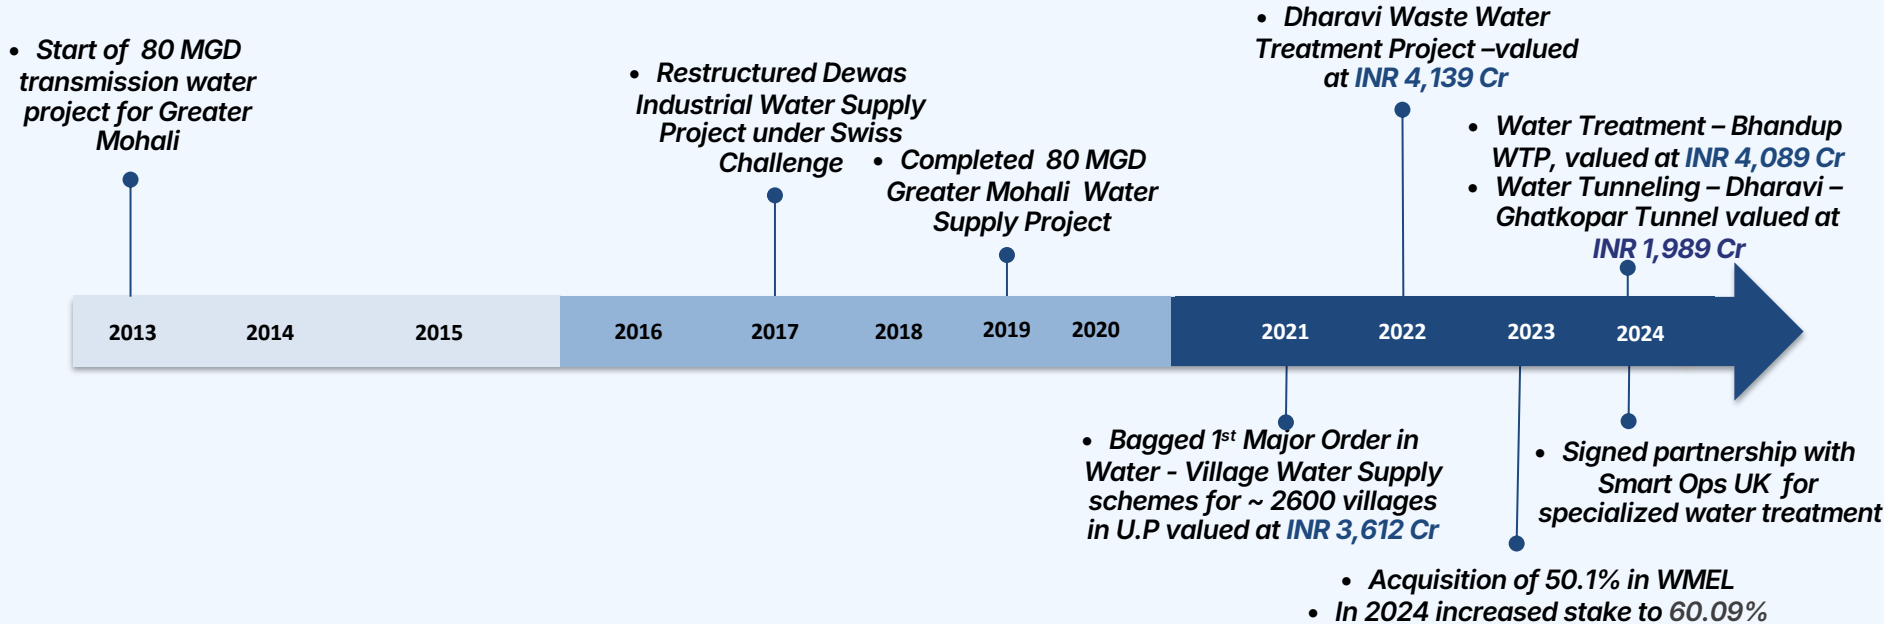 • Start of 80 MGD
transmission water
project for Greater
Mohali
• Restructured Dewas
Industrial Water Supply
Project under Swiss
Challenge
• Completed 80 MGD
Greater Mohali Water
Supply Project
• Dharavi Waste Water
Treatment Project –valued
at INR 4,139 Cr
• Water Treatment – Bhandup
WTP, valued at INR 4,089 Cr
• Water Tunneling – Dharavi –
Ghatkopar Tunnel valued at
INR 1,989 Cr
2013 2014 2015 2016 2017 2018 2019 2020 2021 2022 2023 2024
• Bagged 1st Major Order in
Water - Village Water Supply
schemes for ~ 2600 villages
in U.P valued at INR 3,612 Cr
• Signed partnership with
Smart Ops UK for
specialized water treatment
• Acquisition of 50.1% in WMEL
• In 2024 increased stake to 60.09%